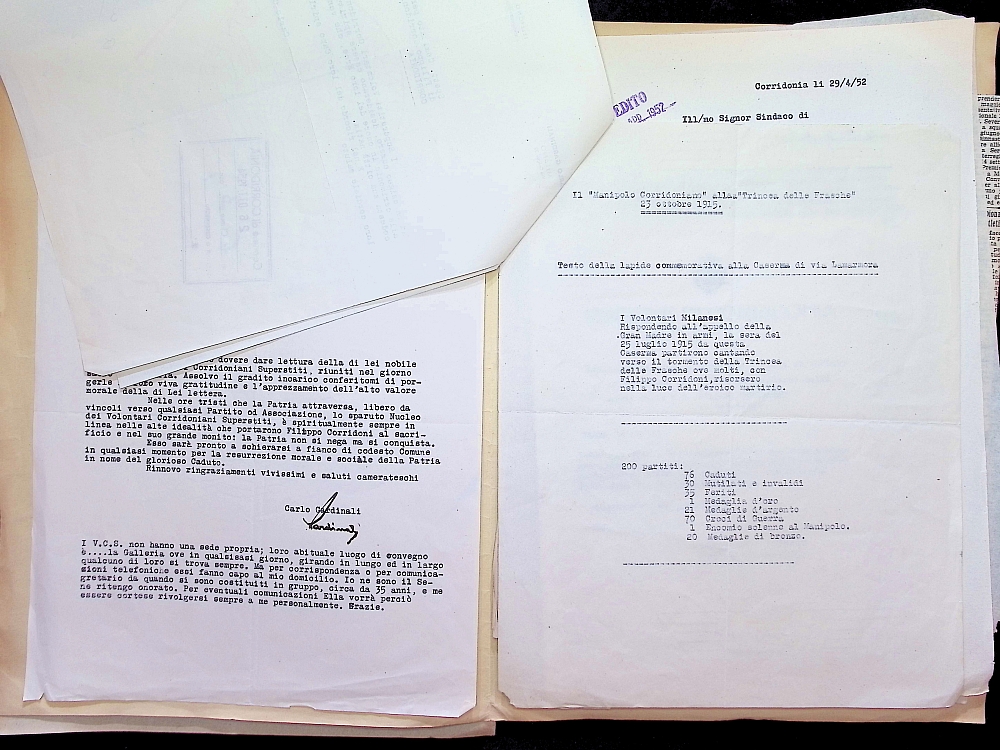 dovere dare lettura della di lei nobile
Corridoniani Superstiti, riuniti nel giorno
Assolvo il gradito incarico conferitomi di por-
gerle viva gratitudine e l'apprezzamento dell'alto valore
morale della di Lei lettera.
Nelle ore tristi che la Patria attraversa, libero da
vincoli verso qualsiasi Partito od Associazione, lo sparuto Nucleo
dei Volontari Corridoniani Superstiti, è spiritualmente sempre in
linea nelle alte idealità che portarono Filippo Corridoni al sacri-
ficio e nel suo grande monito: la Patria non si nega ma si conquista.
Esso sarà pronto a schierarsi a fianco di codesto Comune
in qualsiasi momento per la resurrezione morale e sociale della Patria
in nome del glorioso Caduto.
Rinnovo ringraziamenti vivissimi e saluti camerateschi
Carlo Cardinali
Cardinali
I V.C.S. non hanno una sede propria; loro abituale luogo di convegno
è....la Galleria ove in qualsiasi giorno, girando in lungo ed in largo
qualcuno di loro si trova sempre. Ma per corrispondenza o per comunica-
zioni telefoniche essi fanno capo al mio domicilio. Io ne sono il Se-
gretario da quando si sono costituiti in gruppo, circa da 35 anni, e me
ne ritengo onorato. Per eventuali comunicazioni Ella vorrà perciò
essere cortese rivolgersi sempre a me personalmente. Grazie.
Corridonia li 29/4/52
EDITO
1952
Ill/mo Signor Sindaco di
Il "Manipolo Corridoniano" alla "Trincea delle Frasche"
23 ottobre 1915.
Testo della lapide commemorativa alla Caserma di via Lamarmora
I Volontari Milanesi
Rispondendo all'appello della
Gran Madre in armi, la sera del
25 luglio 1915 da questa
Caserma partirono cantando
verso il tormento della Trincea
delle Frasche ove molti, con
Filippo Corridoni, risorsero
nella luce dell'eroico martirio.
200 partiti:
76 Caduti
30 Mutilati e invalidi
35 Feriti
1 Medaglia d'oro
21 Medaglie d'argento
70 Croci di Guerra
1 Encomio solenne al Manipolo.
20 Medaglie di bronzo.